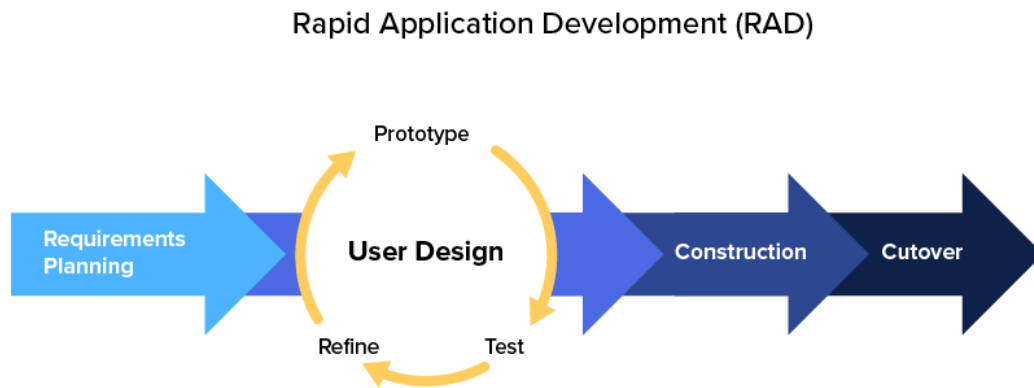 Rapid Application Development (RAD)
Prototype
Requirements
Planning
User Design
Construction
Cutover
Refine
Test